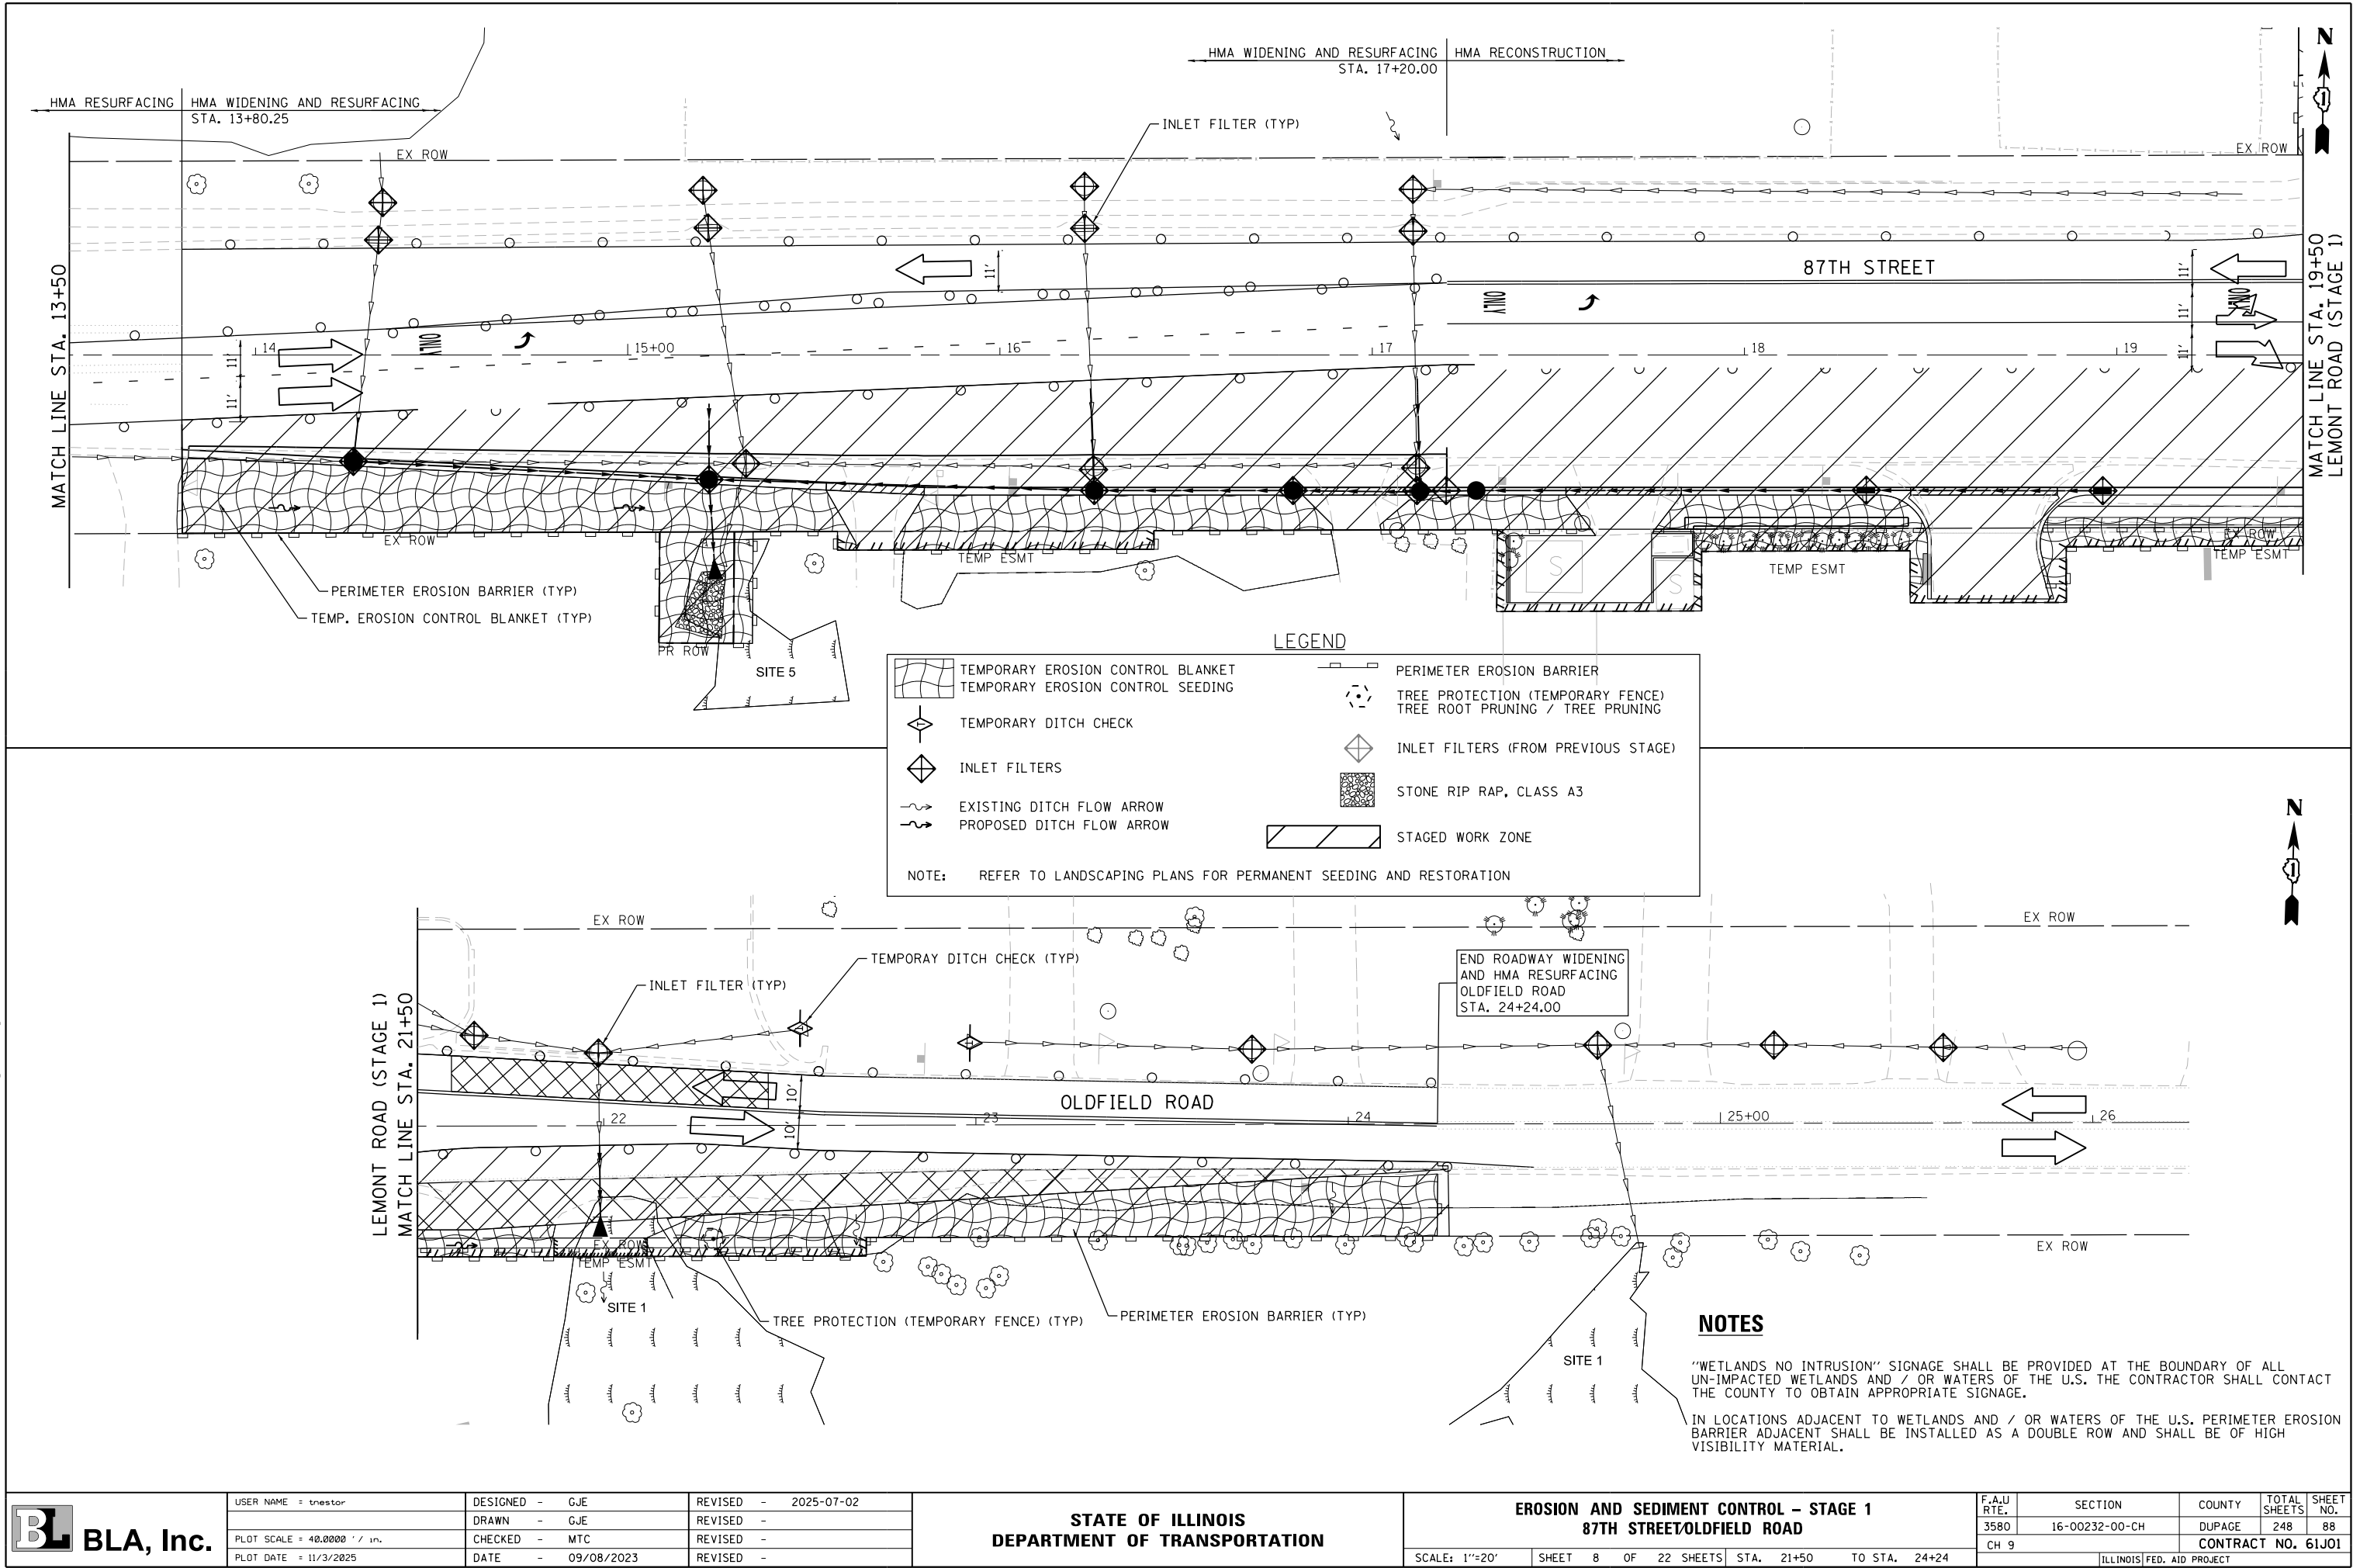 HMA RESURFACING
HMA WIDENING AND RESURFACING
STA. 13+80.25
HMA WIDENING AND RESURFACING
HMA RECONSTRUCTION
STA. 17+20.00
N
1
INLET FILTER (TYP)
EX ROW
EX ROW
MATCH LINE STA. 13+50
11'
87TH STREET
11'
11'
11'
ONLY
ONLY
ONLY
11'
11'
14
15+00
16
17
18
19
MATCH LINE STA. 19+50
LEMONT ROAD (STAGE 1)
EX ROW
TEMP ESMT
S
S
TEMP ESMT
EX ROW
TEMP ESMT
PERIMETER EROSION BARRIER (TYP)
TEMP. EROSION CONTROL BLANKET (TYP)
PR ROW
SITE 5
LEGEND
TEMPORARY EROSION CONTROL BLANKET
TEMPORARY EROSION CONTROL SEEDING
TEMPORARY DITCH CHECK
INLET FILTERS
EXISTING DITCH FLOW ARROW
PROPOSED DITCH FLOW ARROW
PERIMETER EROSION BARRIER
TREE PROTECTION (TEMPORARY FENCE)
TREE ROOT PRUNING / TREE PRUNING
INLET FILTERS (FROM PREVIOUS STAGE)
STONE RIP RAP, CLASS A3
STAGED WORK ZONE
NOTE: REFER TO LANDSCAPING PLANS FOR PERMANENT SEEDING AND RESTORATION
N
1
EX ROW
EX ROW
TEMPORAY DITCH CHECK (TYP)
INLET FILTER (TYP)
END ROADWAY WIDENING
AND HMA RESURFACING
OLDFIELD ROAD
STA. 24+24.00
LEMONT ROAD (STAGE 1)
MATCH LINE STA. 21+50
10'
10'
OLDFIELD ROAD
22
23
24
25+00
26
EX ROW
TEMP ESMT
EX ROW
SITE 1
TREE PROTECTION (TEMPORARY FENCE) (TYP)
PERIMETER EROSION BARRIER (TYP)
SITE 1
NOTES
"WETLANDS NO INTRUSION" SIGNAGE SHALL BE PROVIDED AT THE BOUNDARY OF ALL
UN-IMPACTED WETLANDS AND / OR WATERS OF THE U.S. THE CONTRACTOR SHALL CONTACT
THE COUNTY TO OBTAIN APPROPRIATE SIGNAGE.
IN LOCATIONS ADJACENT TO WETLANDS AND / OR WATERS OF THE U.S. PERIMETER EROSION
BARRIER ADJACENT SHALL BE INSTALLED AS A DOUBLE ROW AND SHALL BE OF HIGH
VISIBILITY MATERIAL.
BL BLA, Inc.
USER NAME = tnestor
PLOT SCALE = 40.0000 ' / in.
PLOT DATE = 11/3/2025
DESIGNED - GJE
DRAWN - GJE
CHECKED - MTC
DATE - 09/08/2023
REVISED - 2025-07-02
REVISED -
REVISED -
REVISED -
STATE OF ILLINOIS
DEPARTMENT OF TRANSPORTATION
EROSION AND SEDIMENT CONTROL – STAGE 1
87TH STREET/OLDFIELD ROAD
SCALE: 1"=20' SHEET 8 OF 22 SHEETS STA. 21+50 TO STA. 24+24
F.A.U RTE. SECTION COUNTY TOTAL SHEETS SHEET NO.
3580 16-00232-00-CH DUPAGE 248 88
CH 9 CONTRACT NO. 61J01
ILLINOIS FED. AID PROJECT